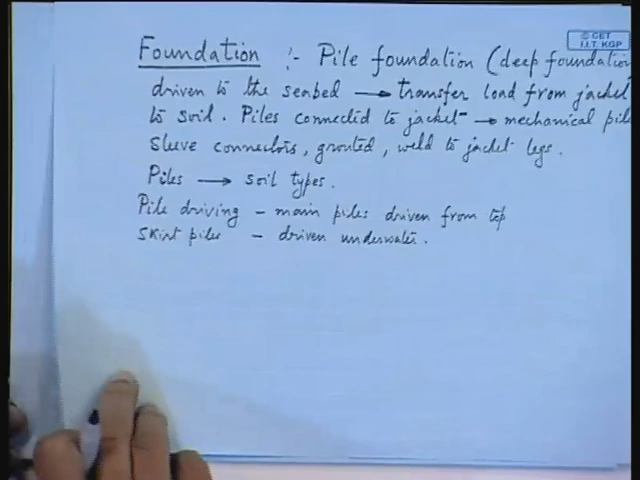 © CET
I.I.T. KGP
Foundation :- Pile foundation (deep foundation
driven to the seabed → transfer load from jacket
to soil. Piles connected to jacket → mechanical pil
sleeve connectors, grouted, weld to jacket legs.
Piles → soil types.
Pile driving - main piles driven from top
skirt piles - driven underwater.